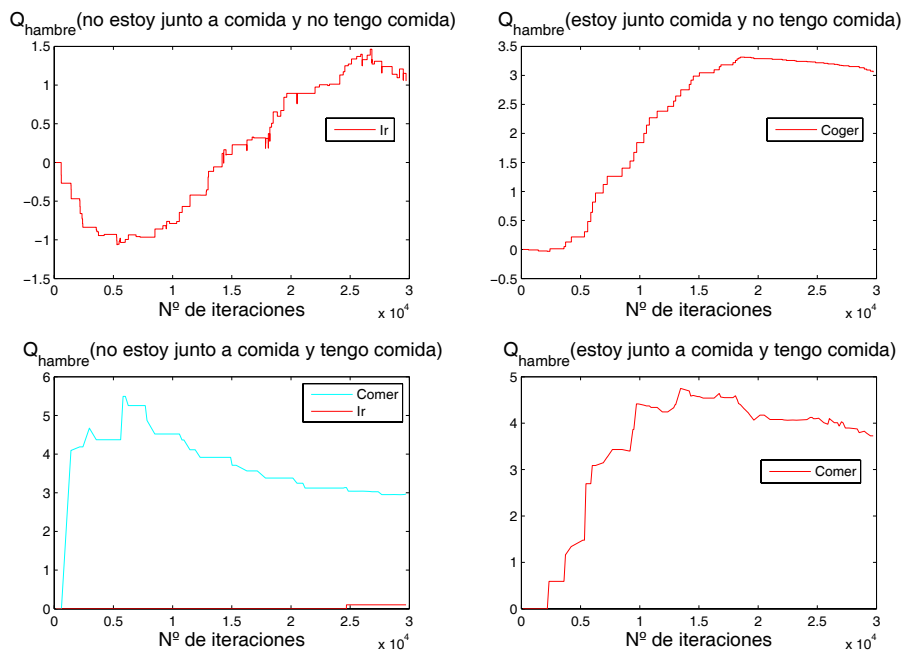 Q_hambre(no estoy junto a comida y no tengo comida)
1.5
1
0.5
0
−0.5
−1
−1.5
Ir
0 0.5 1 1.5 2 2.5 3
Nº de iteraciones
x 10^4
Q_hambre(estoy junto comida y no tengo comida)
3.5
3
2.5
2
1.5
1
0.5
0
−0.5
Coger
0 0.5 1 1.5 2 2.5 3
Nº de iteraciones
x 10^4
Q_hambre(no estoy junto a comida y tengo comida)
6
5
4
3
2
1
0
Comer
Ir
0 0.5 1 1.5 2 2.5 3
Nº de iteraciones
x 10^4
Q_hambre(estoy junto a comida y tengo comida)
5
4
3
2
1
0
Comer
0 0.5 1 1.5 2 2.5 3
Nº de iteraciones
x 10^4